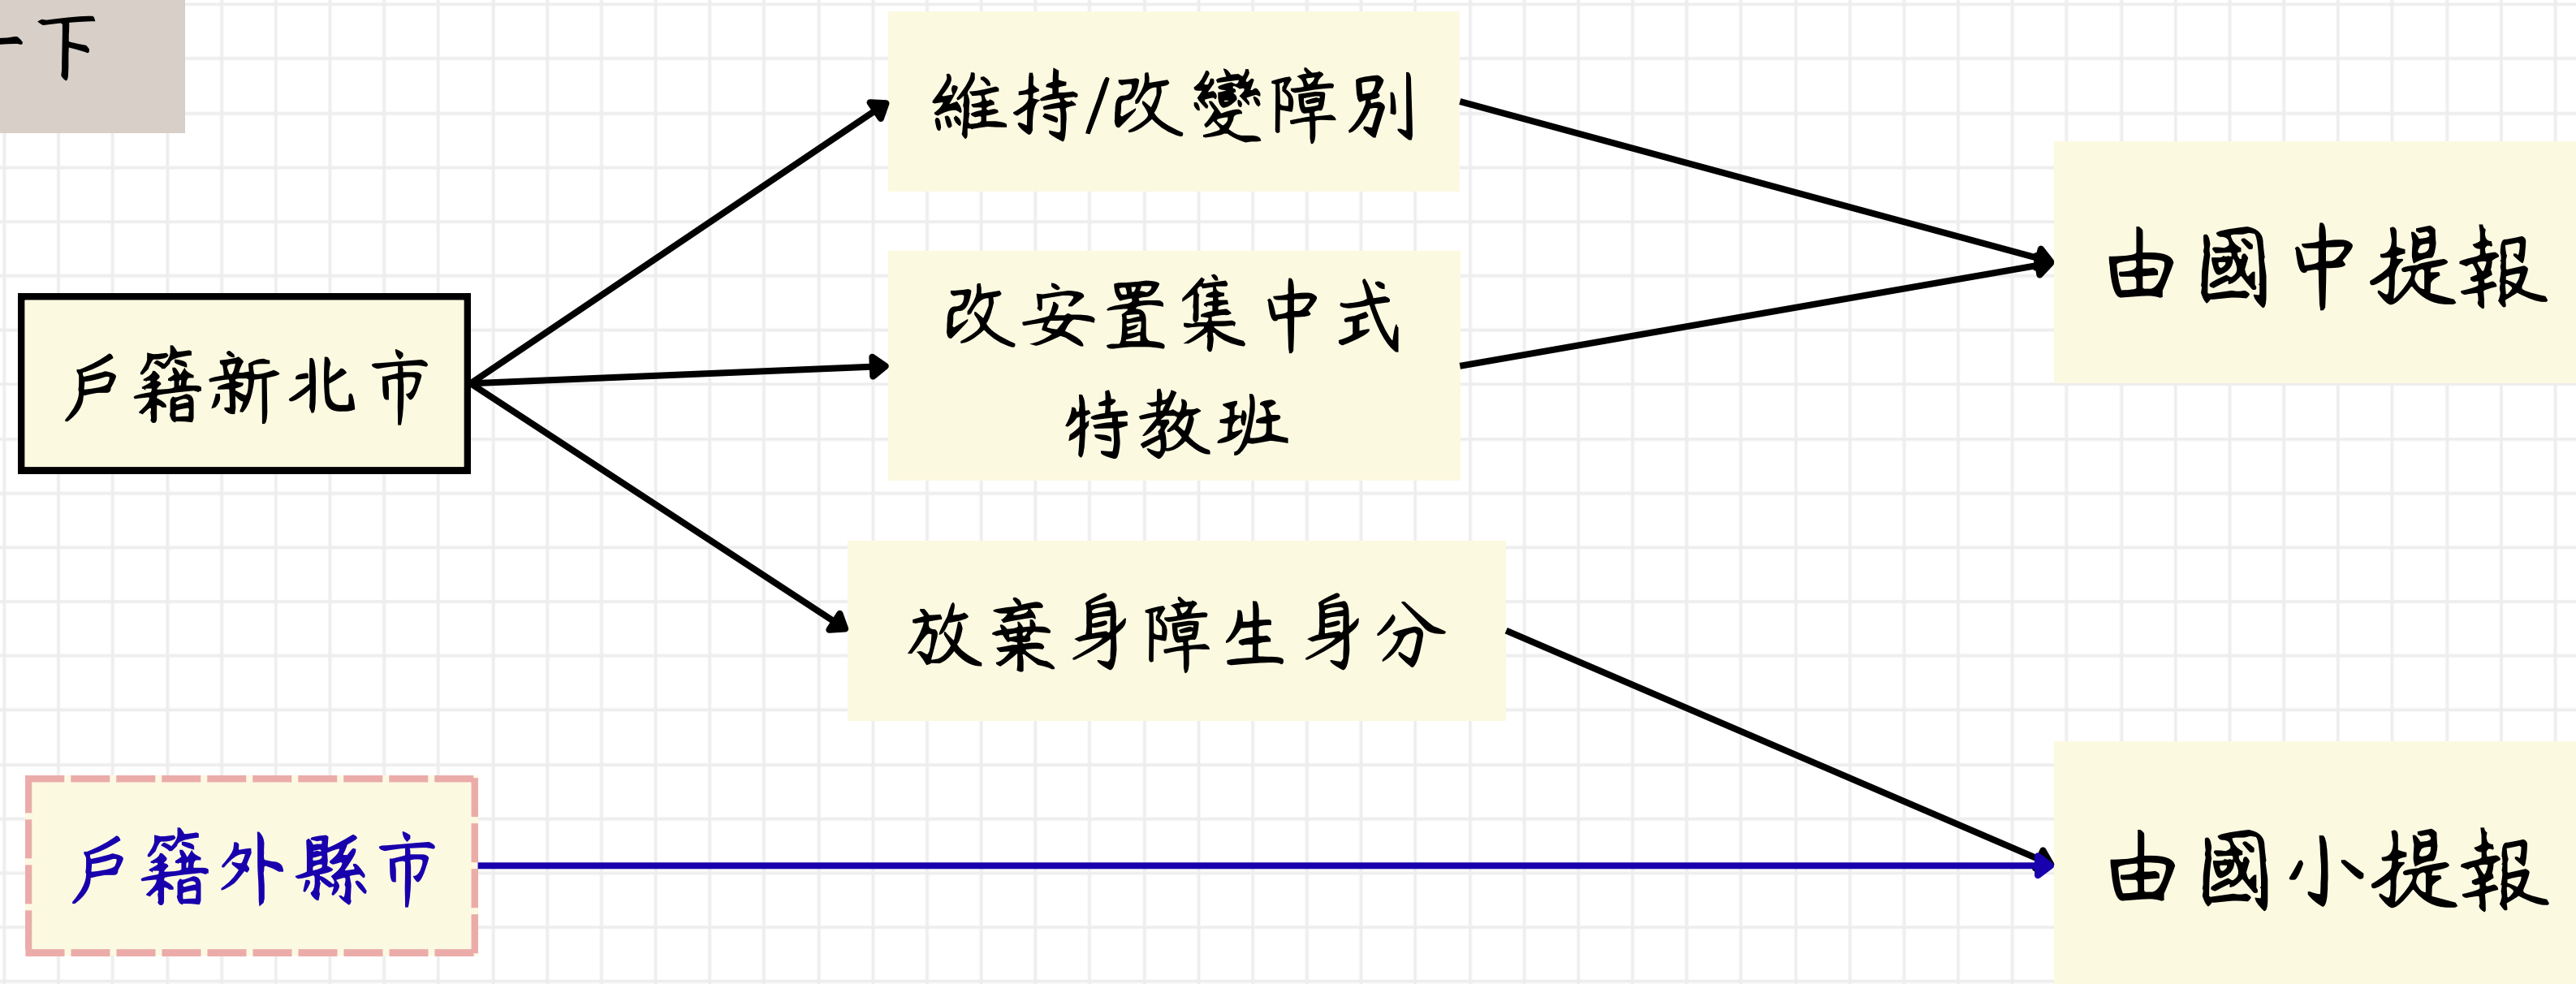 一下
維持/改變障別
由國中提報
改安置集中式
特教班
戶籍新北市
放棄身障生身分
戶籍外縣市
由國小提報